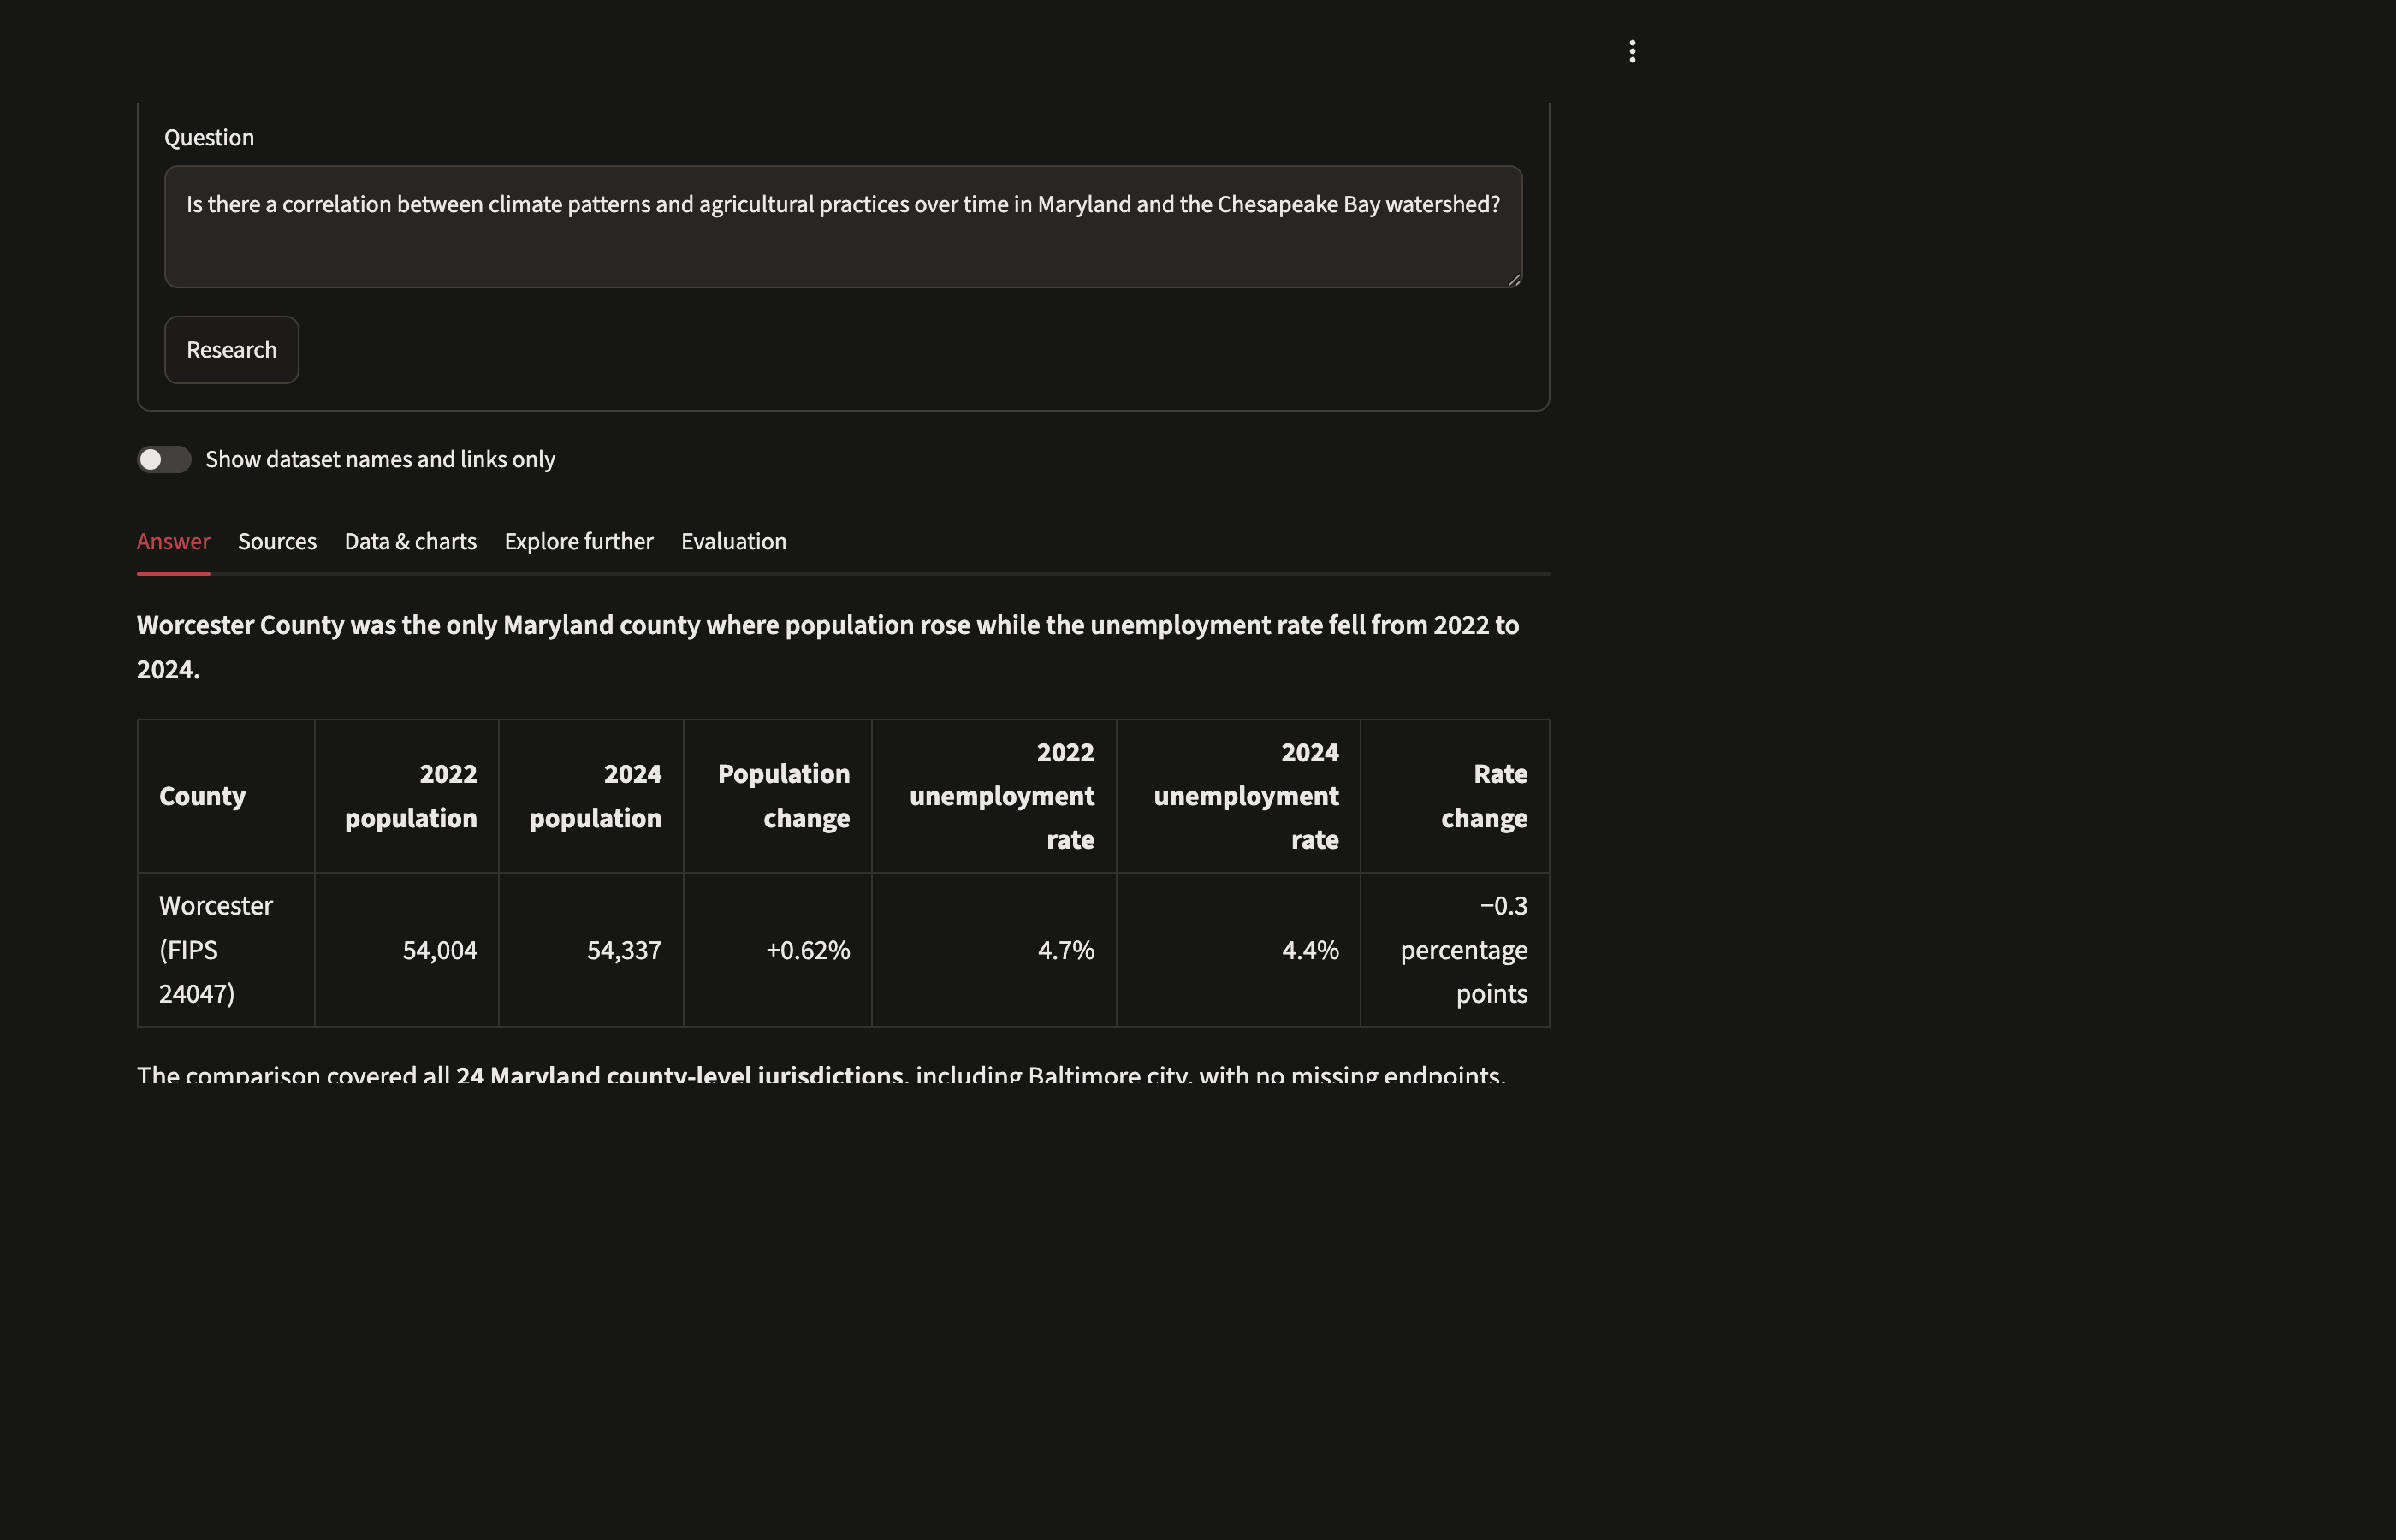 Question
Is there a correlation between climate patterns and agricultural practices over time in Maryland and the Chesapeake Bay watershed?
Research
Show dataset names and links only
Answer Sources Data & charts Explore further Evaluation
Worcester County was the only Maryland county where population rose while the unemployment rate fell from 2022 to
2024.
County
2022
population
2024
population
Population
change
2022
unemployment
rate
2024
unemployment
rate
Rate
change
Worcester
(FIPS
24047)
54,004
54,337
+0.62%
4.7%
4.4%
−0.3
percentage
points
The comparison covered all 24 Maryland county-level jurisdictions, including Baltimore city, with no missing endpoints.